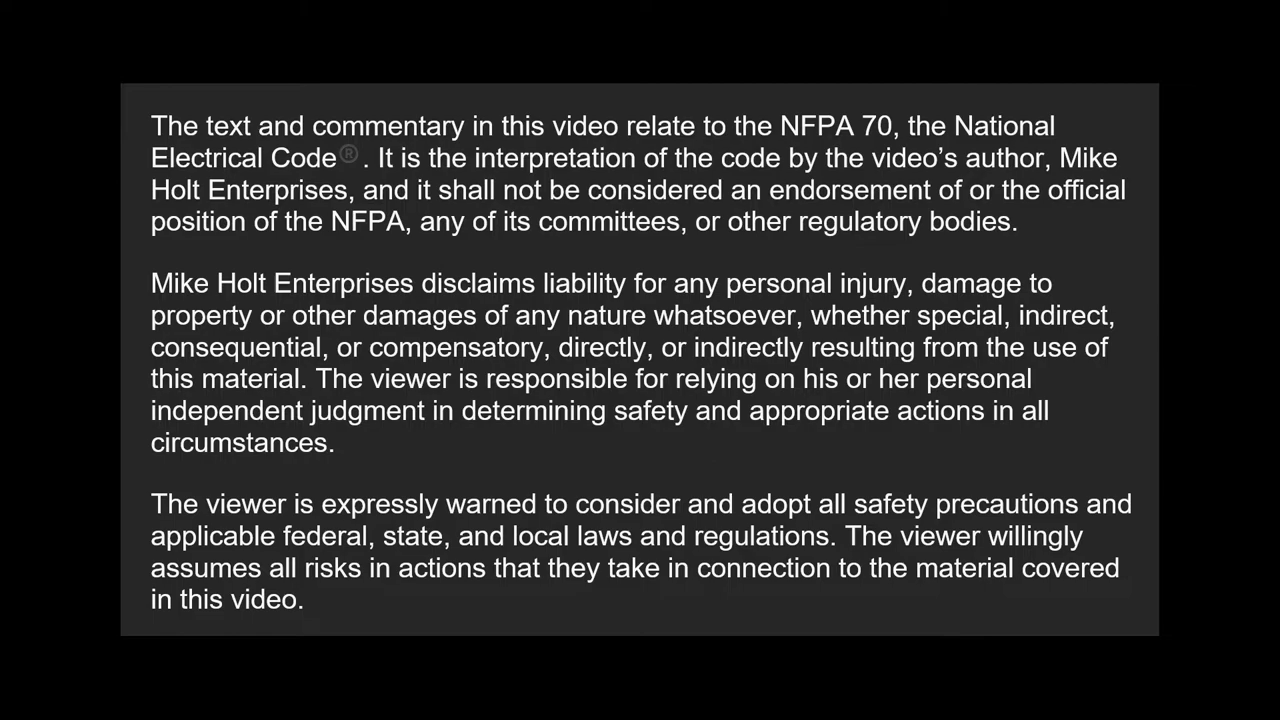 The text and commentary in this video relate to the NFPA 70, the National
Electrical Code®. It is the interpretation of the code by the video’s author, Mike
Holt Enterprises, and it shall not be considered an endorsement of or the official
position of the NFPA, any of its committees, or other regulatory bodies.
Mike Holt Enterprises disclaims liability for any personal injury, damage to
property or other damages of any nature whatsoever, whether special, indirect,
consequential, or compensatory, directly, or indirectly resulting from the use of
this material. The viewer is responsible for relying on his or her personal
independent judgment in determining safety and appropriate actions in all
circumstances.
The viewer is expressly warned to consider and adopt all safety precautions and
applicable federal, state, and local laws and regulations. The viewer willingly
assumes all risks in actions that they take in connection to the material covered
in this video.